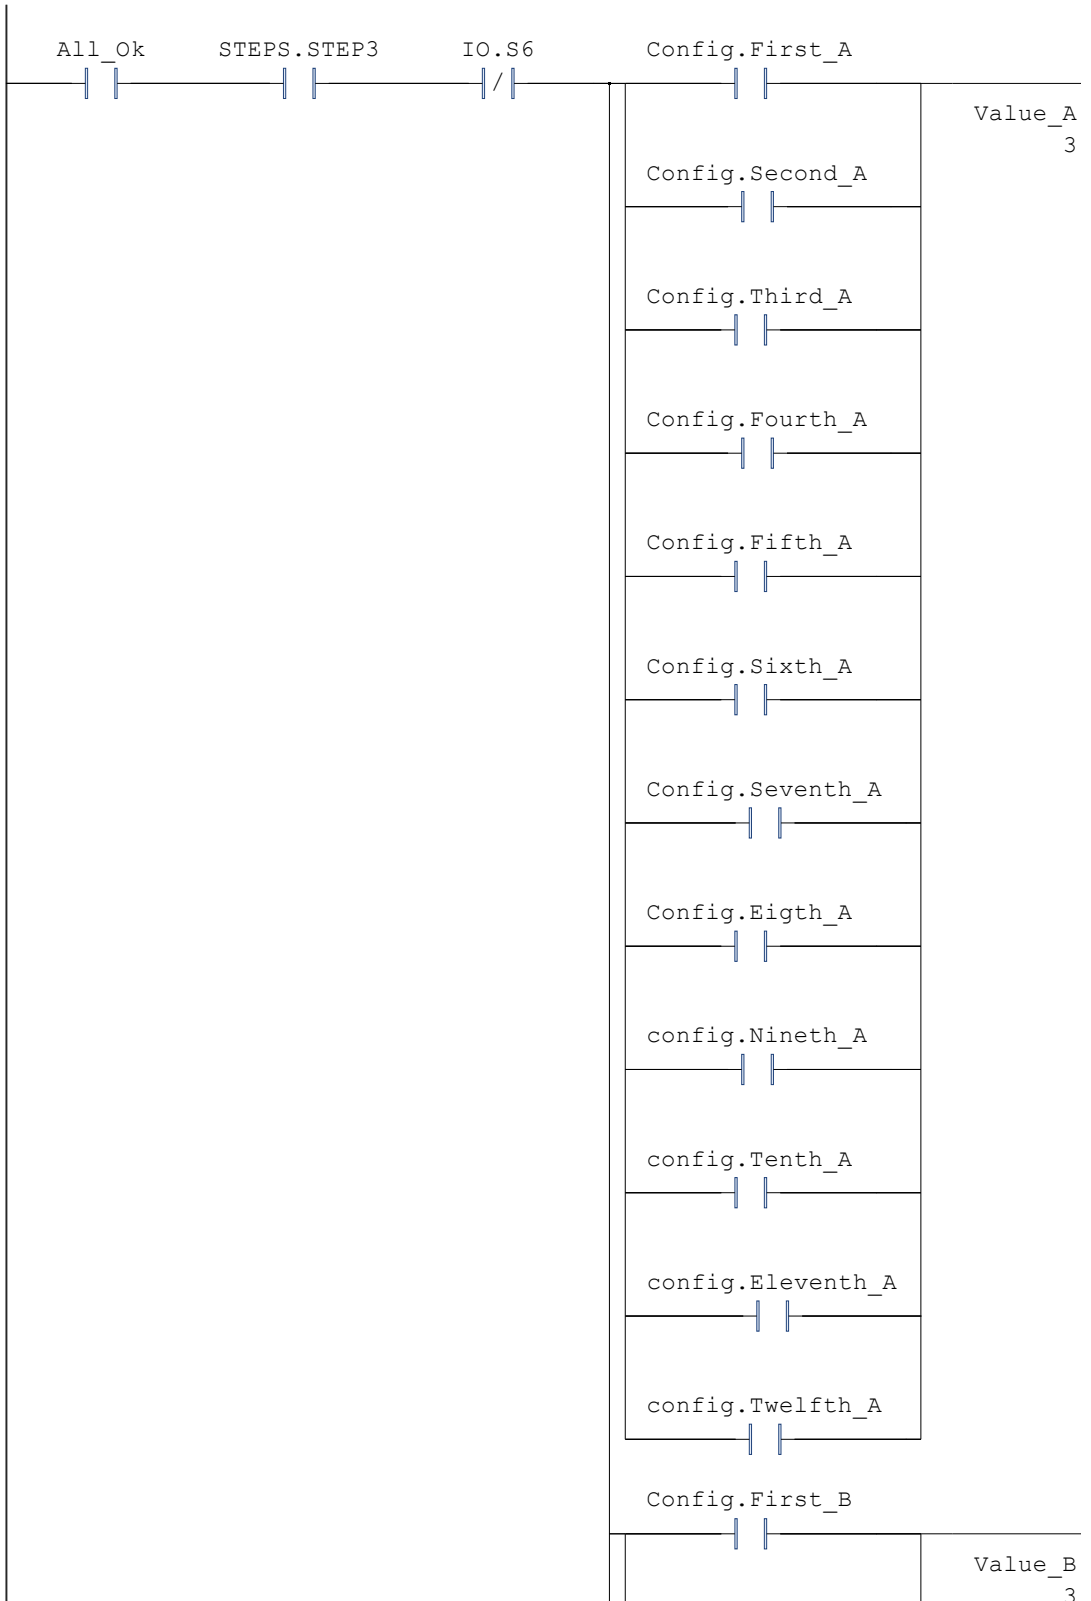 All_Ok STEPS.STEP3 IO.S6 Config.First_A
/
Value_A
3
Config.Second_A
Config.Third_A
Config.Fourth_A
Config.Fifth_A
Config.Sixth_A
Config.Seventh_A
Config.Eigth_A
config.Nineth_A
config.Tenth_A
config.Eleventh_A
config.Twelfth_A
Config.First_B
Value_B
3